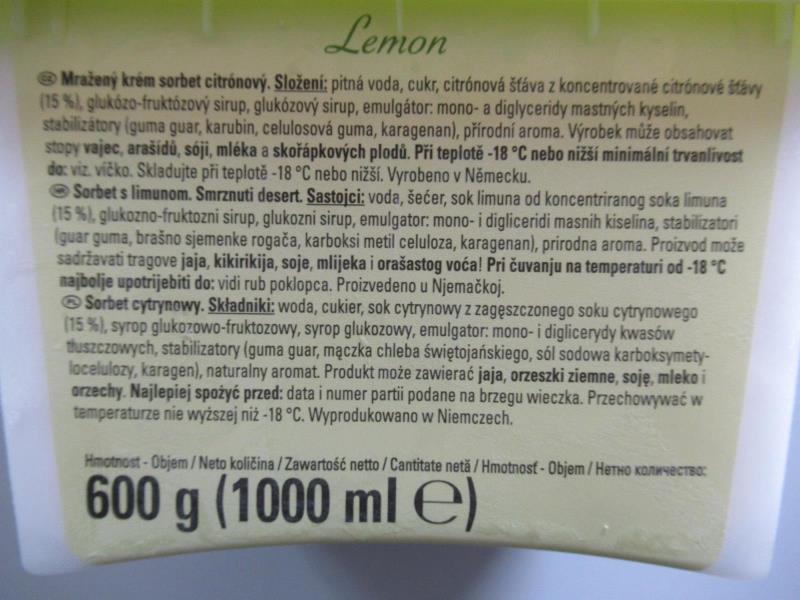 Lemon
CZ Mražený krém sorbet citrónový. Složení: pitná voda, cukr, citrónová šťáva z koncentrované citrónové šťávy
(15 %), glukózo-fruktózový sirup, glukózový sirup, emulgátor: mono- a diglyceridy mastných kyselin,
stabilizátory (guma guar, karubin, celulosová guma, karagenan), přírodní aroma. Výrobek může obsahovat
stopy vajec, arašídů, sóji, mléka a skořápkových plodů. Při teplotě -18 °C nebo nižší minimální trvanlivost
do: viz. víčko. Skladujte při teplotě -18 °C nebo nižší. Vyrobeno v Německu.
HR Sorbet s limunom. Smrznuti desert. Sastojci: voda, šećer, sok limuna od koncentriranog soka limuna
(15 %), glukozno-fruktozni sirup, glukozni sirup, emulgator: mono- i digliceridi masnih kiselina, stabilizatori
(guar guma, brašno sjemenke rogača, karboksi metil celuloza, karagenan), prirodna aroma. Proizvod može
sadržavati tragove jaja, kikirikija, soje, mlijeka i orašastog voća! Pri čuvanju na temperaturi od -18 °C
najbolje upotrijebiti do: vidi rub poklopca. Proizvedeno u Njemačkoj.
PL Sorbet cytrynowy. Składniki: woda, cukier, sok cytrynowy z zagęszczonego soku cytrynowego
(15 %), syrop glukozowo-fruktozowy, syrop glukozowy, emulgator: mono- i diglicerydy kwasów
tłuszczowych, stabilizatory (guma guar, mączka chleba świętojańskiego, sól sodowa karboksymety-
locelulozy, karagen), naturalny aromat. Produkt może zawierać jaja, orzeszki ziemne, soję, mleko i
orzechy. Najlepiej spożyć przed: data i numer partii podane na brzegu wieczka. Przechowywać w
temperaturze nie wyższej niż -18 °C. Wyprodukowano w Niemczech.
Hmotnost - Objem / Neto količina / Zawartość netto / Cantitate netă / Hmotnosť - Objem / Нетно количество:
600 g (1000 ml ℮)